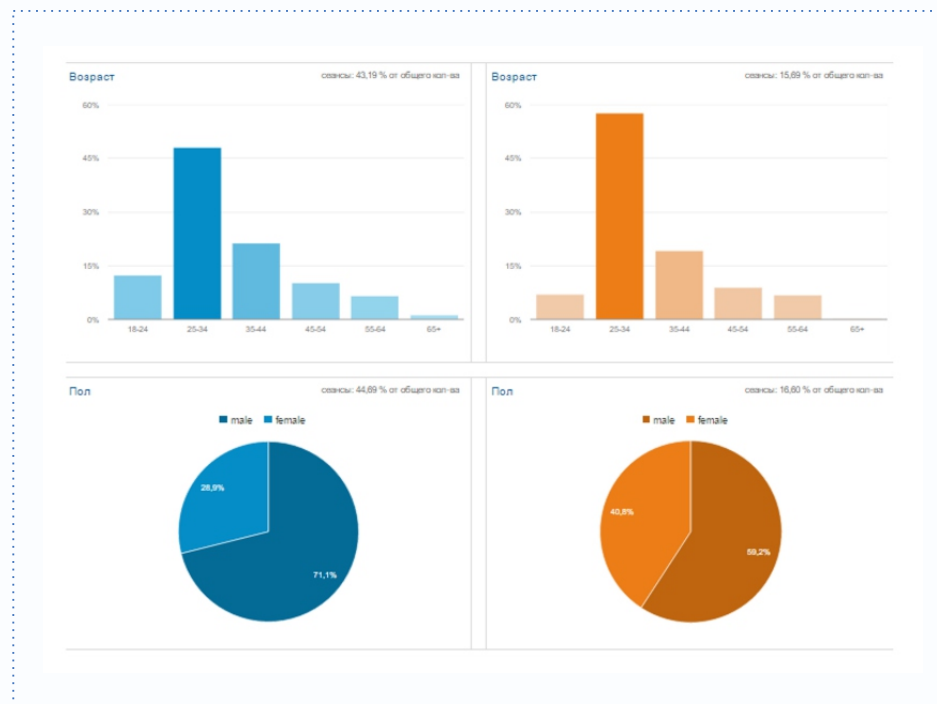 Возраст
сеансы: 43,19 % от общего кол-ва
60%
45%
30%
15%
0%
18-24 25-34 35-44 45-54 55-64 65+
Возраст
сеансы: 15,69 % от общего кол-ва
60%
45%
30%
15%
0%
18-24 25-34 35-44 45-54 55-64 65+
Пол
сеансы: 44,69 % от общего кол-ва
male female
28,9%
71,1%
Пол
сеансы: 16,60 % от общего кол-ва
male female
40,8%
59,2%